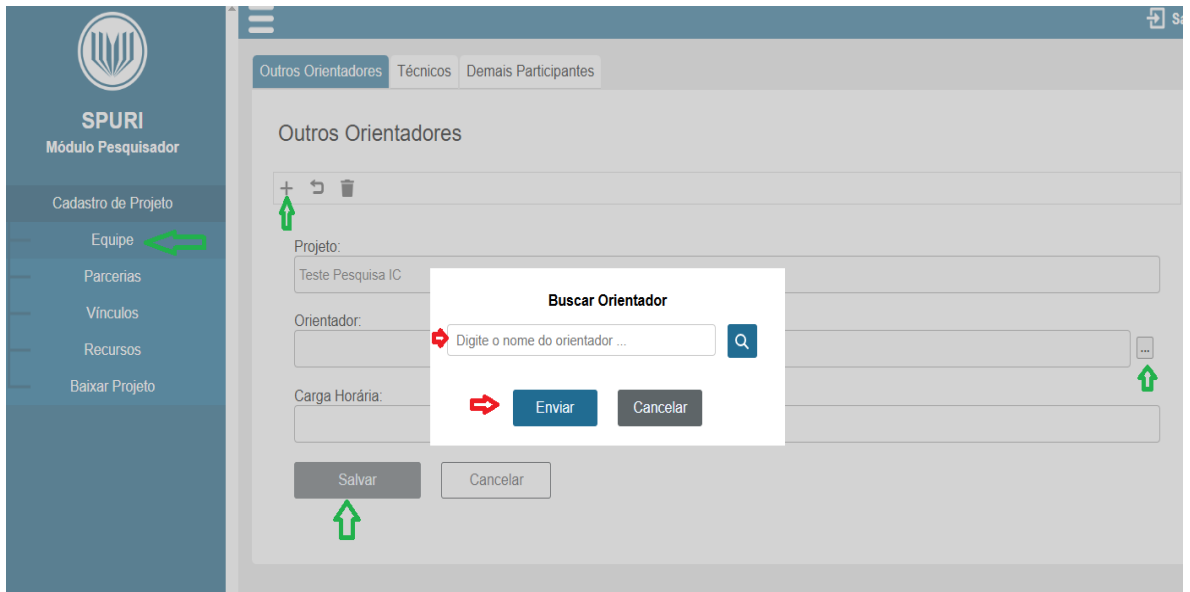 SPURI
Módulo Pesquisador
Cadastro de Projeto
Equipe
Parcerias
Vínculos
Recursos
Baixar Projeto
Outros Orientadores Técnicos Demais Participantes
Outros Orientadores
Projeto:
Teste Pesquisa IC
Orientador:
...
Carga Horária:
Salvar Cancelar
Buscar Orientador
Digite o nome do orientador ...
Enviar Cancelar